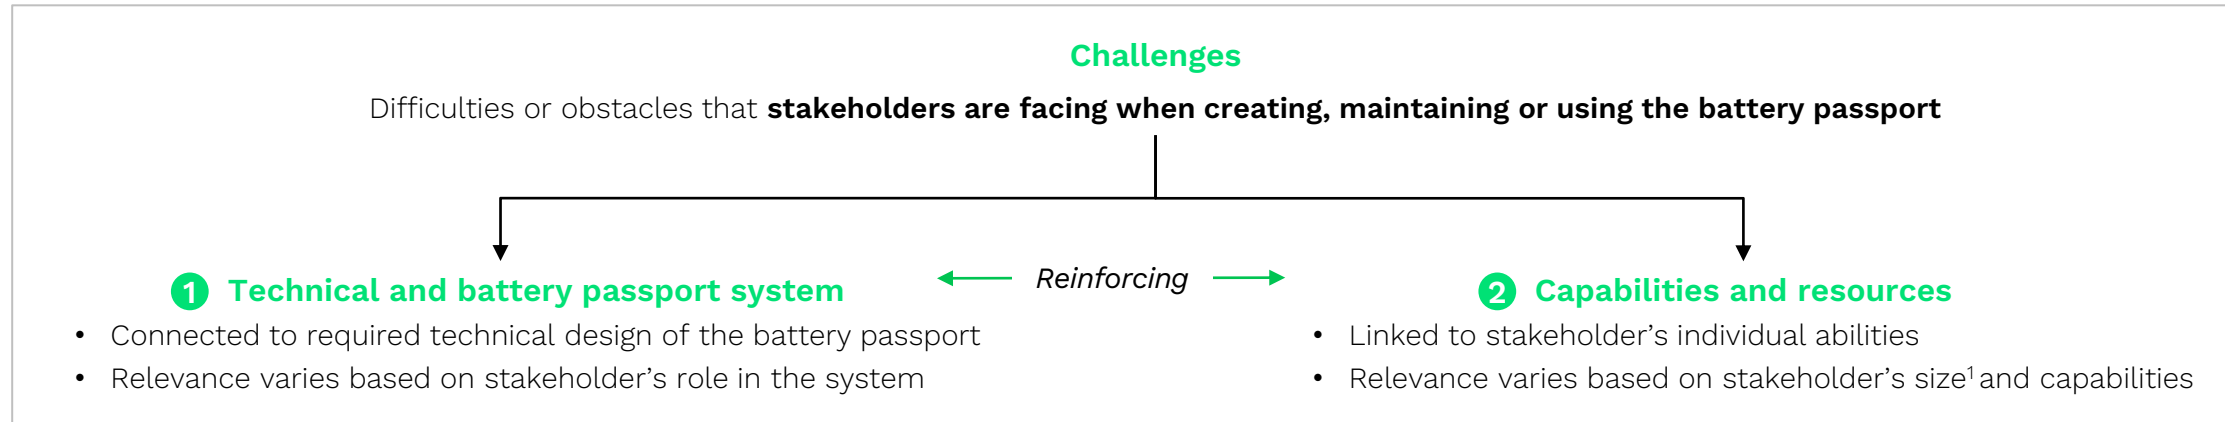 Challenges
Difficulties or obstacles that stakeholders are facing when creating, maintaining or using the battery passport
1 Technical and battery passport system
• Connected to required technical design of the battery passport
• Relevance varies based on stakeholder’s role in the system
Reinforcing
2 Capabilities and resources
• Linked to stakeholder’s individual abilities
• Relevance varies based on stakeholder’s size¹ and capabilities